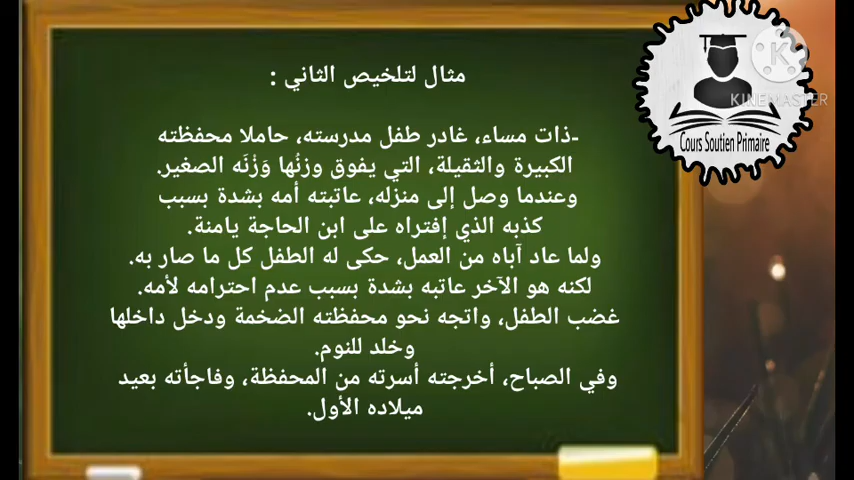 مثال لتلخيص الثاني :
-ذات مساء، غادر طفل مدرسته، حاملا محفظته
الكبيرة والثقيلة، التي يفوق وزنُها وَزْنَه الصغير.
وعندما وصل إلى منزله، عاتبته أمه بشدة بسبب
كذبه الذي إفتراه على ابن الحاجة يامنة.
ولما عاد آباه من العمل، حكى له الطفل كل ما صار به.
لكنه هو الآخر عاتبه بشدة بسبب عدم احترامه لأمه.
غضب الطفل، واتجه نحو محفظته الضخمة ودخل داخلها
وخلد للنوم.
وفي الصباح، أخرجته أسرته من المحفظة، وفاجأته بعيد
ميلاده الأول.
K
KINEMASTER
Cours Soutien Primaire